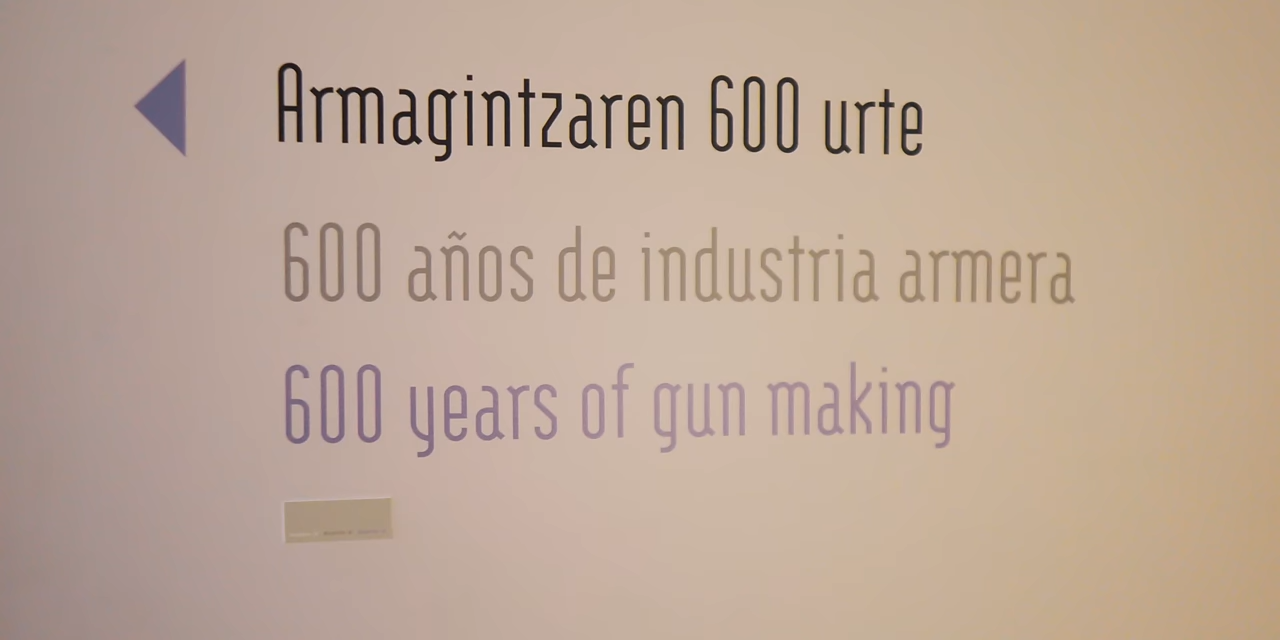 Armagintzaren 600 urte
600 años de industria armera
600 years of gun making